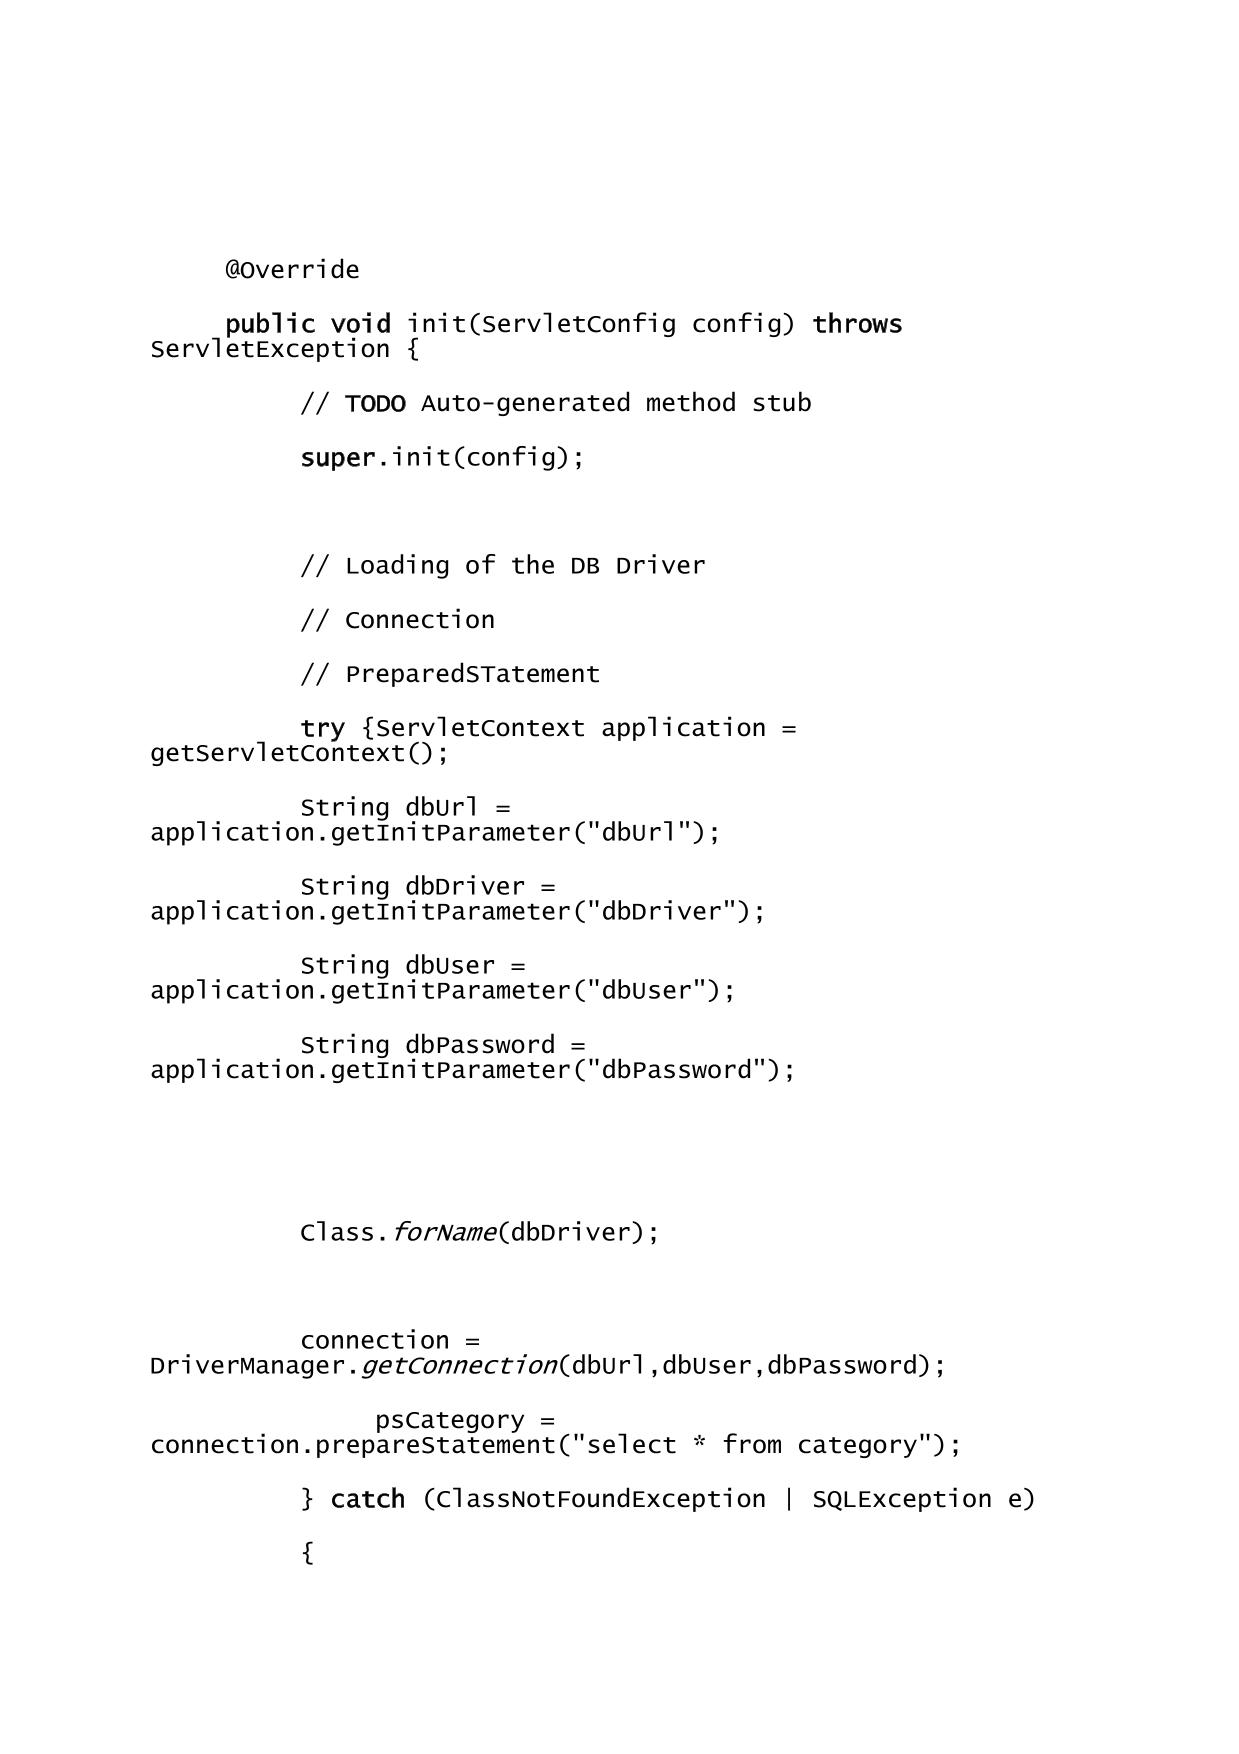 @Override
public void init(ServletConfig config) throws
ServletException {
// TODO Auto-generated method stub
super.init(config);
// Loading of the DB Driver
// Connection
// PreparedSTatement
try {ServletContext application =
getServletContext();
String dbUrl =
application.getInitParameter("dbUrl");
String dbDriver =
application.getInitParameter("dbDriver");
String dbUser =
application.getInitParameter("dbUser");
String dbPassword =
application.getInitParameter("dbPassword");
Class.forName(dbDriver);
connection =
DriverManager.getConnection(dbUrl,dbUser,dbPassword);
psCategory =
connection.prepareStatement("select * from category");
} catch (ClassNotFoundException | SQLException e)
{